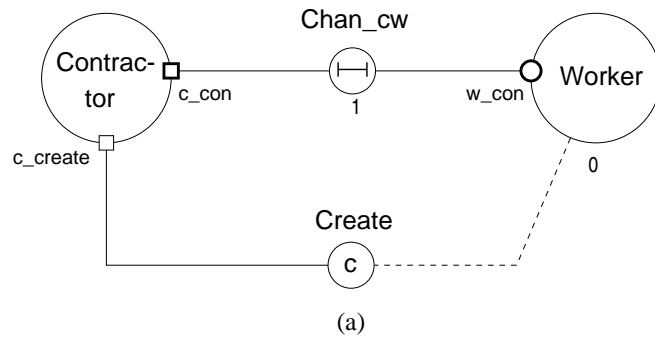 Chan_cw
Contrac-
tor
c_con
1
w_con
Worker
c_create
0
Create
c
(a)